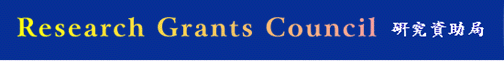 Research Grants Council 研究資助局